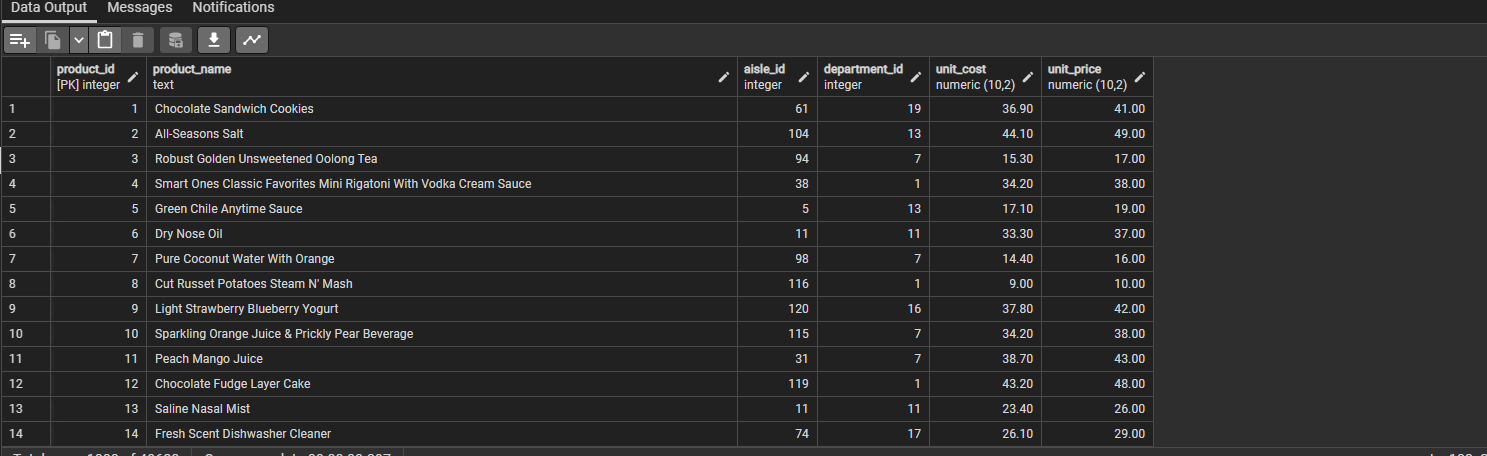 Data Output Messages Notifications
product_id product_name aisle_id department_id unit_cost unit_price
[PK] integer text integer integer numeric (10,2) numeric (10,2)
1 1 Chocolate Sandwich Cookies 61 19 36.90 41.00
2 2 All-Seasons Salt 104 13 44.10 49.00
3 3 Robust Golden Unsweetened Oolong Tea 94 7 15.30 17.00
4 4 Smart Ones Classic Favorites Mini Rigatoni With Vodka Cream Sauce 38 1 34.20 38.00
5 5 Green Chile Anytime Sauce 5 13 17.10 19.00
6 6 Dry Nose Oil 11 11 33.30 37.00
7 7 Pure Coconut Water With Orange 98 7 14.40 16.00
8 8 Cut Russet Potatoes Steam N' Mash 116 1 9.00 10.00
9 9 Light Strawberry Blueberry Yogurt 120 16 37.80 42.00
10 10 Sparkling Orange Juice & Prickly Pear Beverage 115 7 34.20 38.00
11 11 Peach Mango Juice 31 7 38.70 43.00
12 12 Chocolate Fudge Layer Cake 119 1 43.20 48.00
13 13 Saline Nasal Mist 11 11 23.40 26.00
14 14 Fresh Scent Dishwasher Cleaner 74 17 26.10 29.00